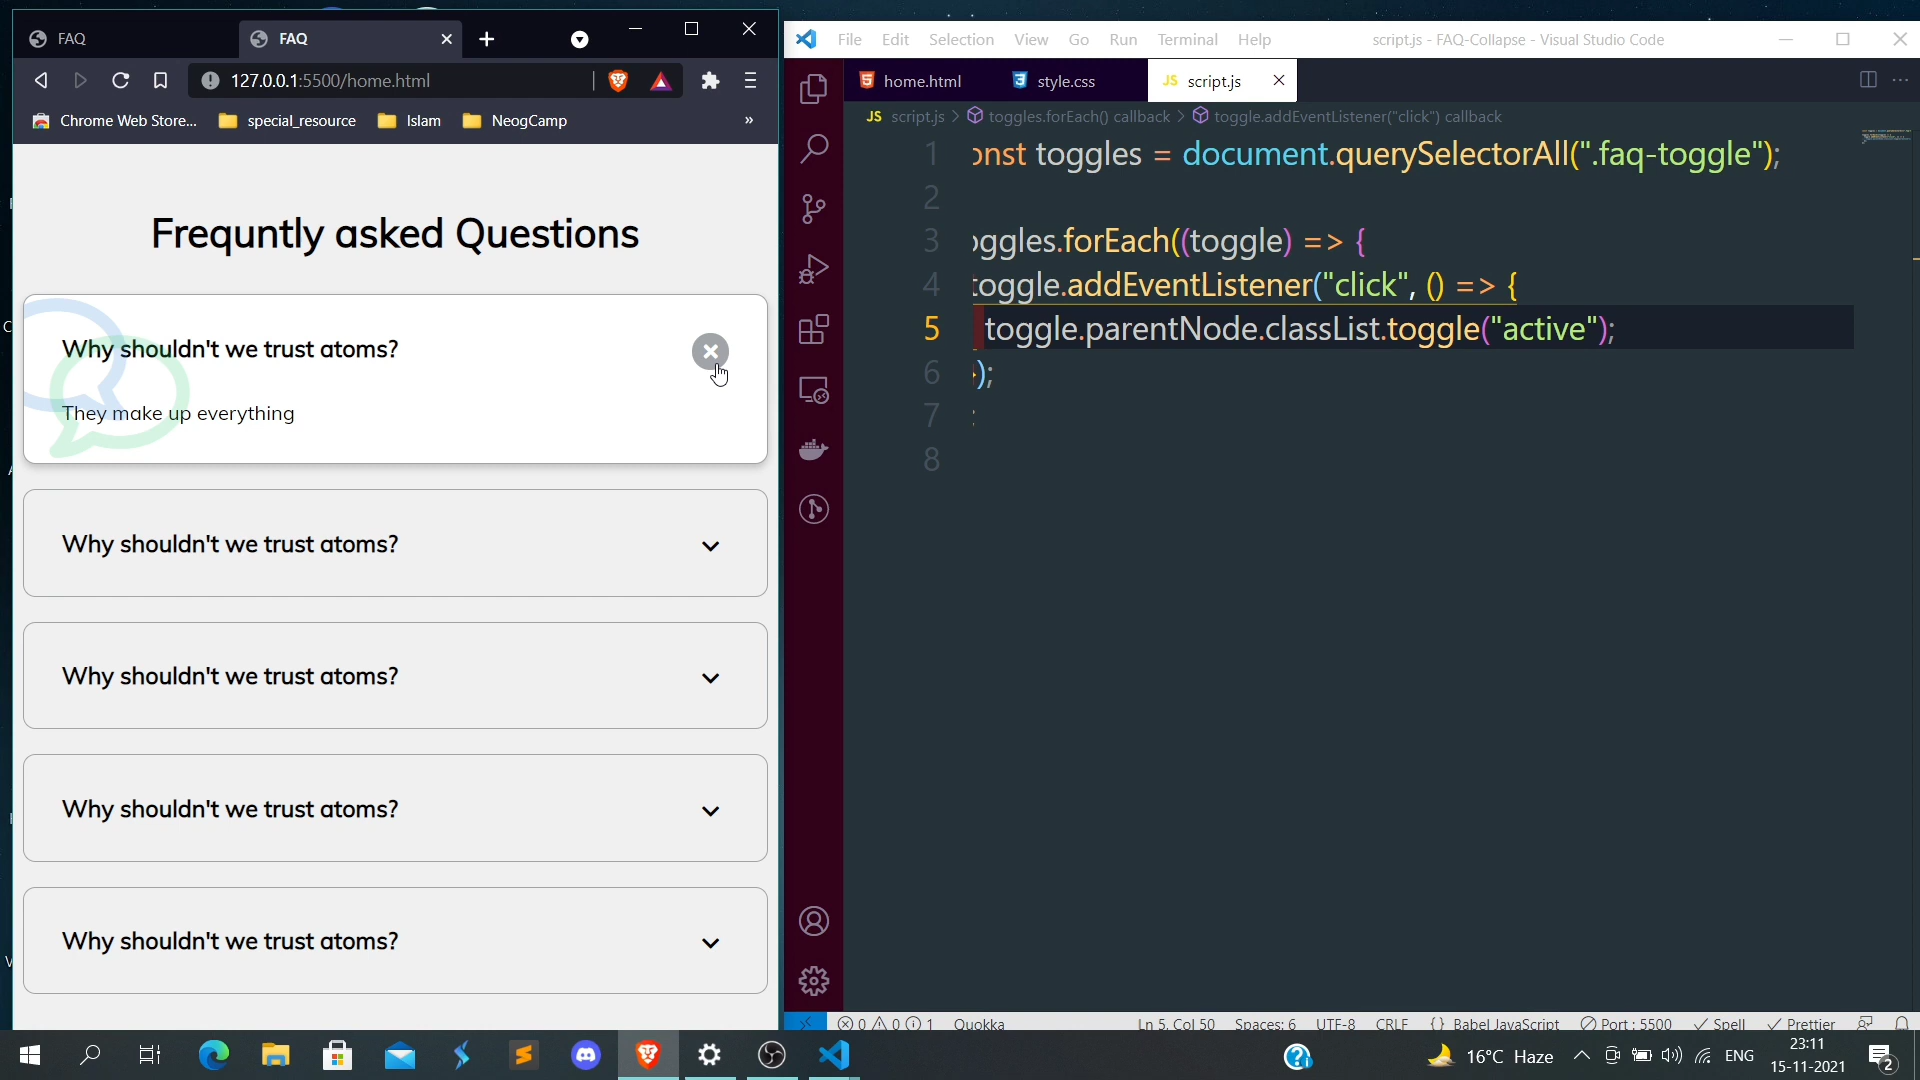 FAQ
FAQ
127.0.0.1:5500/home.html
Chrome Web Store...
special_resource
Islam
NeogCamp
»
Frequntly asked Questions
Why shouldn't we trust atoms?
They make up everything
Why shouldn't we trust atoms?
Why shouldn't we trust atoms?
Why shouldn't we trust atoms?
Why shouldn't we trust atoms?
File Edit Selection View Go Run Terminal Help
script.js - FAQ-Collapse - Visual Studio Code
home.html
style.css
JS script.js
JS script.js > toggles.forEach() callback > toggle.addEventListener("click") callback
1 onst toggles = document.querySelectorAll(".faq-toggle");
2
3 oggles.forEach((toggle) => {
4 toggle.addEventListener("click", () => {
5 toggle.parentNode.classList.toggle("active");
6 });
7 ;
8
0 0 1 Quokka
Ln 5, Col 50 Spaces: 6 UTF-8 CRLF {} Babel JavaScript Port : 5500 Spell Prettier
16°C Haze
ENG
23:11
15-11-2021
2